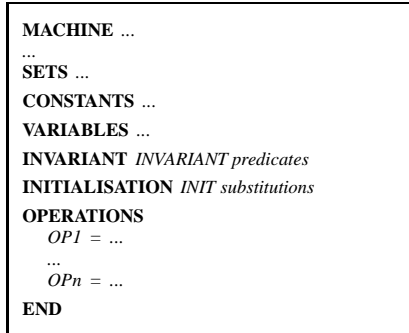 MACHINE ...
...
SETS ...
CONSTANTS ...
VARIABLES ...
INVARIANT INVARIANT predicates
INITIALISATION INIT substitutions
OPERATIONS
OP1 = ...
...
OPn = ...
END